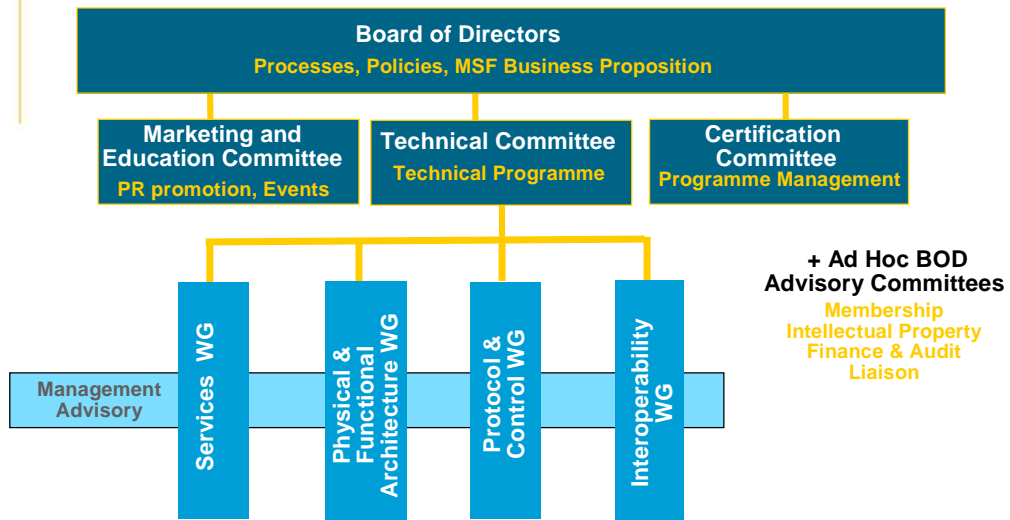 Board of Directors
Processes, Policies, MSF Business Proposition
Marketing and
Education Committee
PR promotion, Events
Technical Committee
Technical Programme
Certification
Committee
Programme Management
+ Ad Hoc BOD
Advisory Committees
Membership
Intellectual Property
Finance & Audit
Liaison
Management
Advisory
Services WG
Physical &
Functional
Architecture WG
Protocol &
Control WG
Interoperability
WG